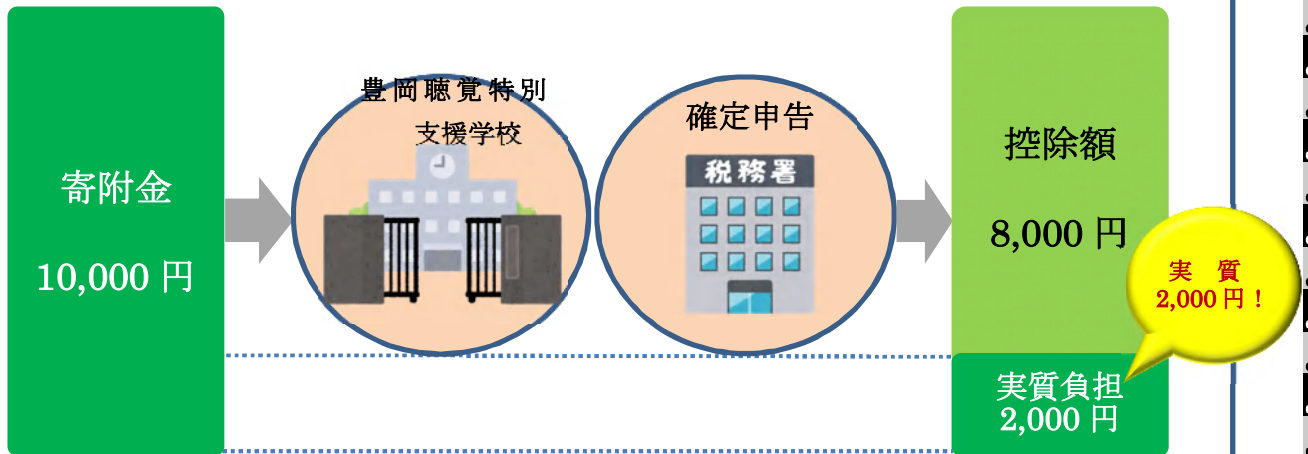 寄附金
10,000 円
豊岡聴覚特別
支援学校
確定申告
税務署
控除額
8,000 円
実 質
2,000 円！
実質負担
2,000 円